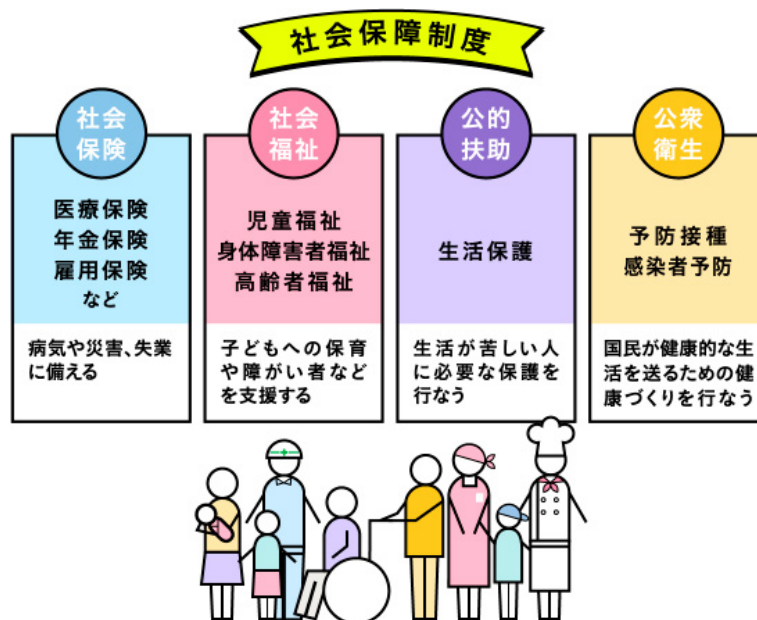 社会保障制度
社会
保険
医療保険
年金保険
雇用保険
など
病気や災害、失業
に備える
社会
福祉
児童福祉
身体障害者福祉
高齢者福祉
子どもへの保育
や障がい者など
を支援する
公的
扶助
生活保護
生活が苦しい人
に必要な保護を
行なう
公衆
衛生
予防接種
感染者予防
国民が健康的な生
活を送るための健
康づくりを行なう